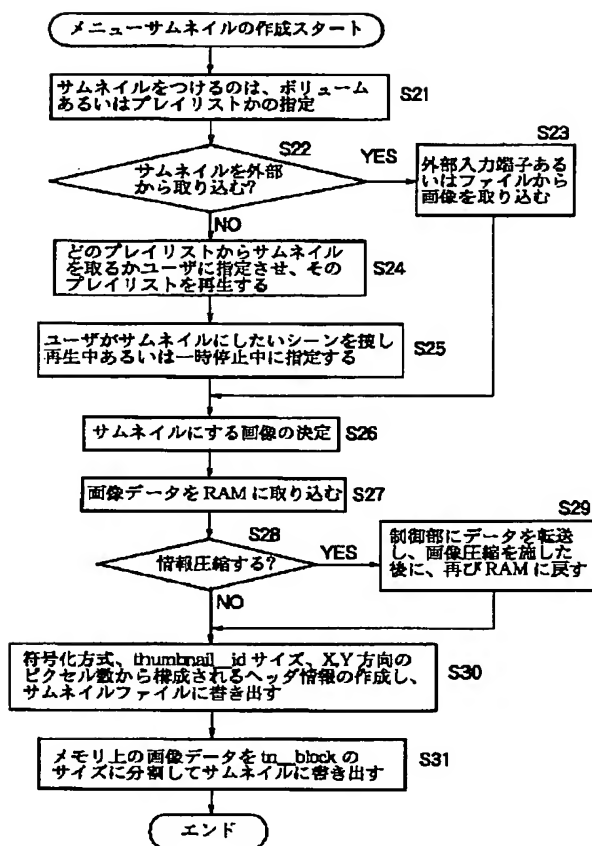 メニューサムネイルの作成スタート
サムネイルをつけるのは、ボリューム
あるいはプレイリストかの指定
S21
S22
サムネイルを外部
から取り込む?
YES
S23
外部入力端子あ
るいはファイルから
画像を取り込む
NO
どのプレイリストからサムネイル
を取るかユーザに指定させ、その
プレイリストを再生する
S24
ユーザがサムネイルにしたいシーンを捜し
再生中あるいは一時停止中に指定する
S25
サムネイルにする画像の決定
S26
画像データをRAMに取り込む
S27
S28
情報圧縮する?
YES
S29
制御部にデータを転送
し、画像圧縮を施した
後に、再びRAMに戻す
NO
符号化方式、thumbnail_idサイズ、X,Y方向の
ピクセル数から構成されるヘッダ情報の作成し、
サムネイルファイルに書き出す
S30
メモリ上の画像データをtn_blockの
サイズに分割してサムネイルに書き出す
S31
エンド